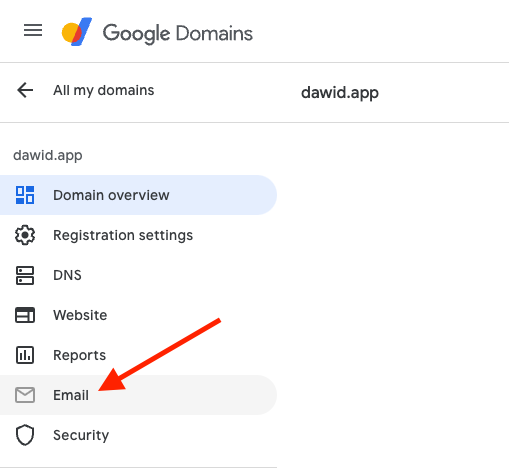 Google Domains
All my domains
dawid.app
dawid.app
Domain overview
Registration settings
DNS
Website
Reports
Email
Security